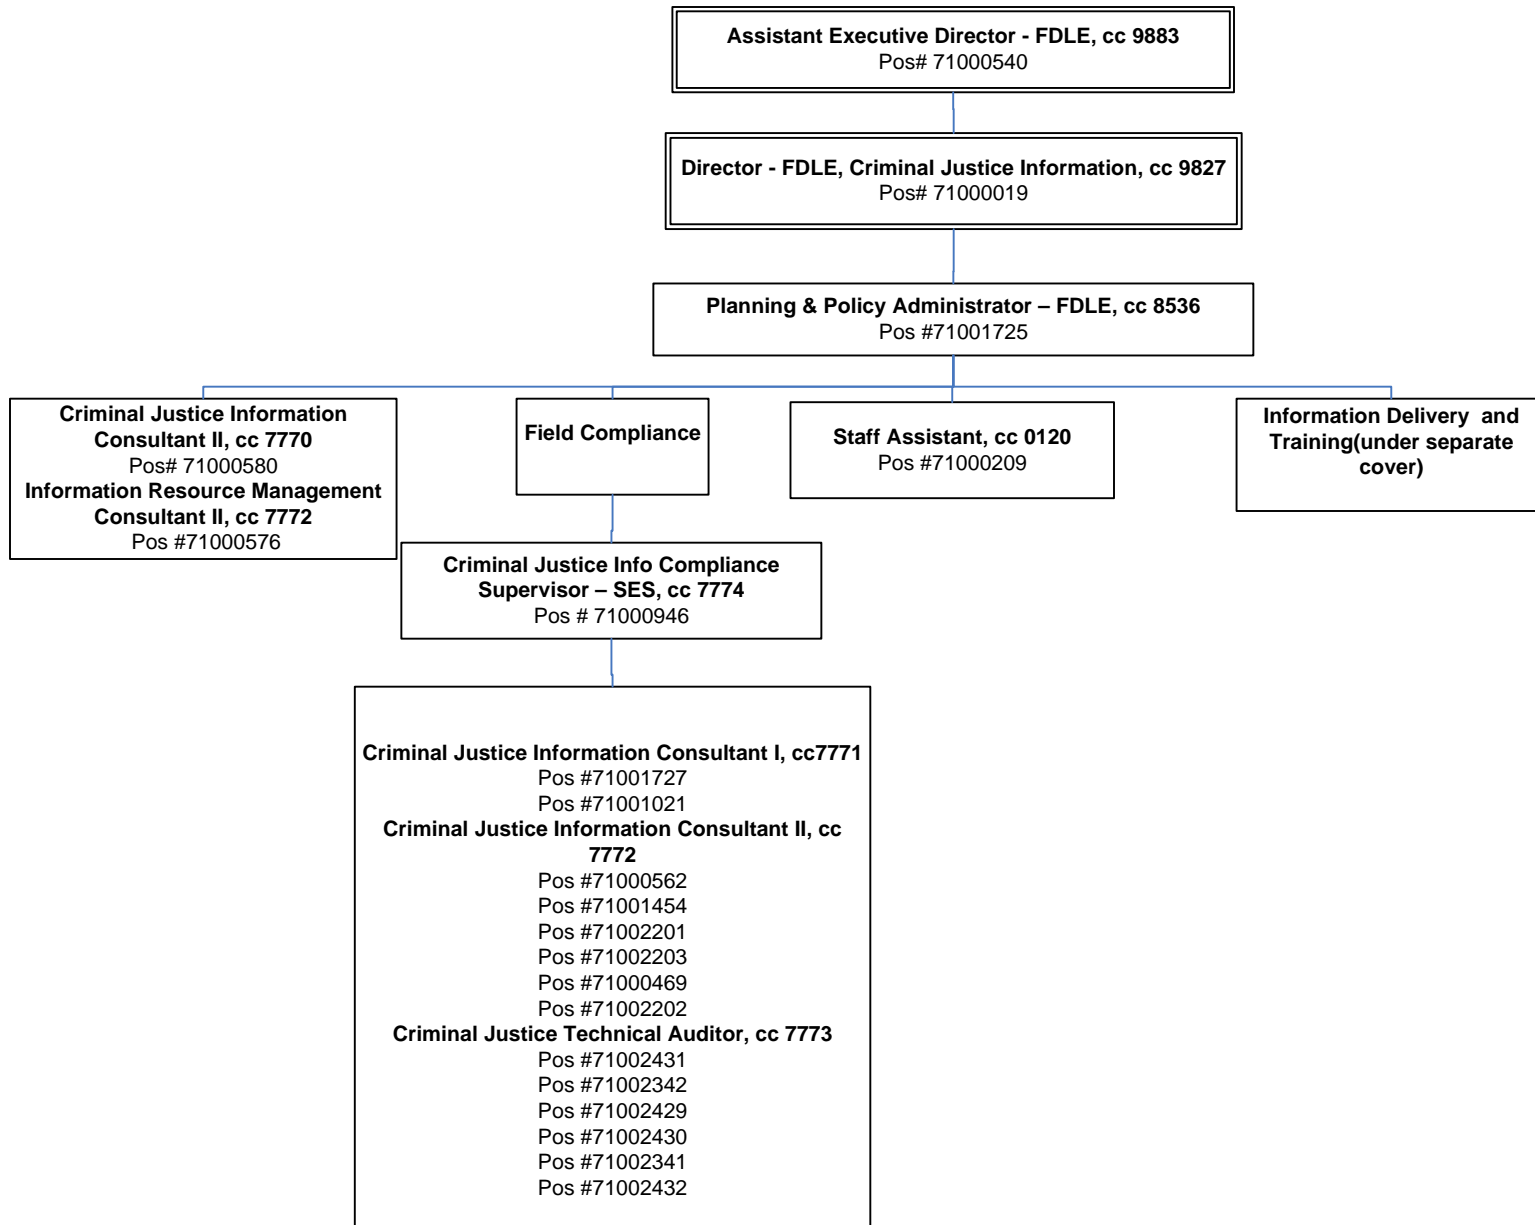 Assistant Executive Director - FDLE, cc 9883
Pos# 71000540
Director - FDLE, Criminal Justice Information, cc 9827
Pos# 71000019
Planning & Policy Administrator – FDLE, cc 8536
Pos #71001725
Criminal Justice Information
Consultant II, cc 7770
Pos# 71000580
Information Resource Management
Consultant II, cc 7772
Pos #71000576
Field Compliance
Staff Assistant, cc 0120
Pos #71000209
Information Delivery  and
Training(under separate
cover)
Criminal Justice Info Compliance
Supervisor – SES, cc 7774
Pos # 71000946
Criminal Justice Information Consultant I, cc7771
Pos #71001727
Pos #71001021
Criminal Justice Information Consultant II, cc
7772
Pos #71000562
Pos #71001454
Pos #71002201
Pos #71002203
Pos #71000469
Pos #71002202
Criminal Justice Technical Auditor, cc 7773
Pos #71002431
Pos #71002342
Pos #71002429
Pos #71002430
Pos #71002341
Pos #71002432